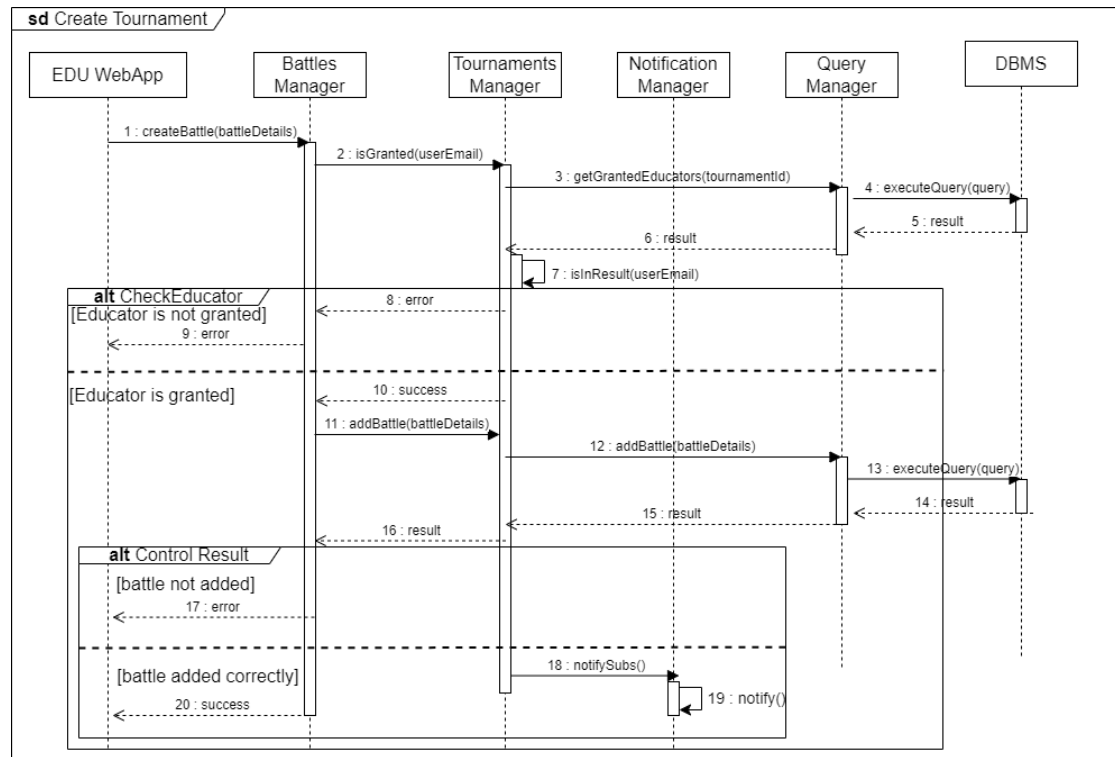 sd Create Tournament
EDU WebApp
Battles
Manager
Tournaments
Manager
Notification
Manager
Query
Manager
DBMS
1 : createBattle(battleDetails)
2 : isGranted(userEmail)
3 : getGrantedEducators(tournamentId)
4 : executeQuery(query)
5 : result
6 : result
7 : isInResult(userEmail)
alt CheckEducator
[Educator is not granted]
8 : error
9 : error
[Educator is granted]
10 : success
11 : addBattle(battleDetails)
12 : addBattle(battleDetails)
13 : executeQuery(query)
14 : result
15 : result
16 : result
alt Control Result
[battle not added]
17 : error
[battle added correctly]
18 : notifySubs()
19 : notify()
20 : success